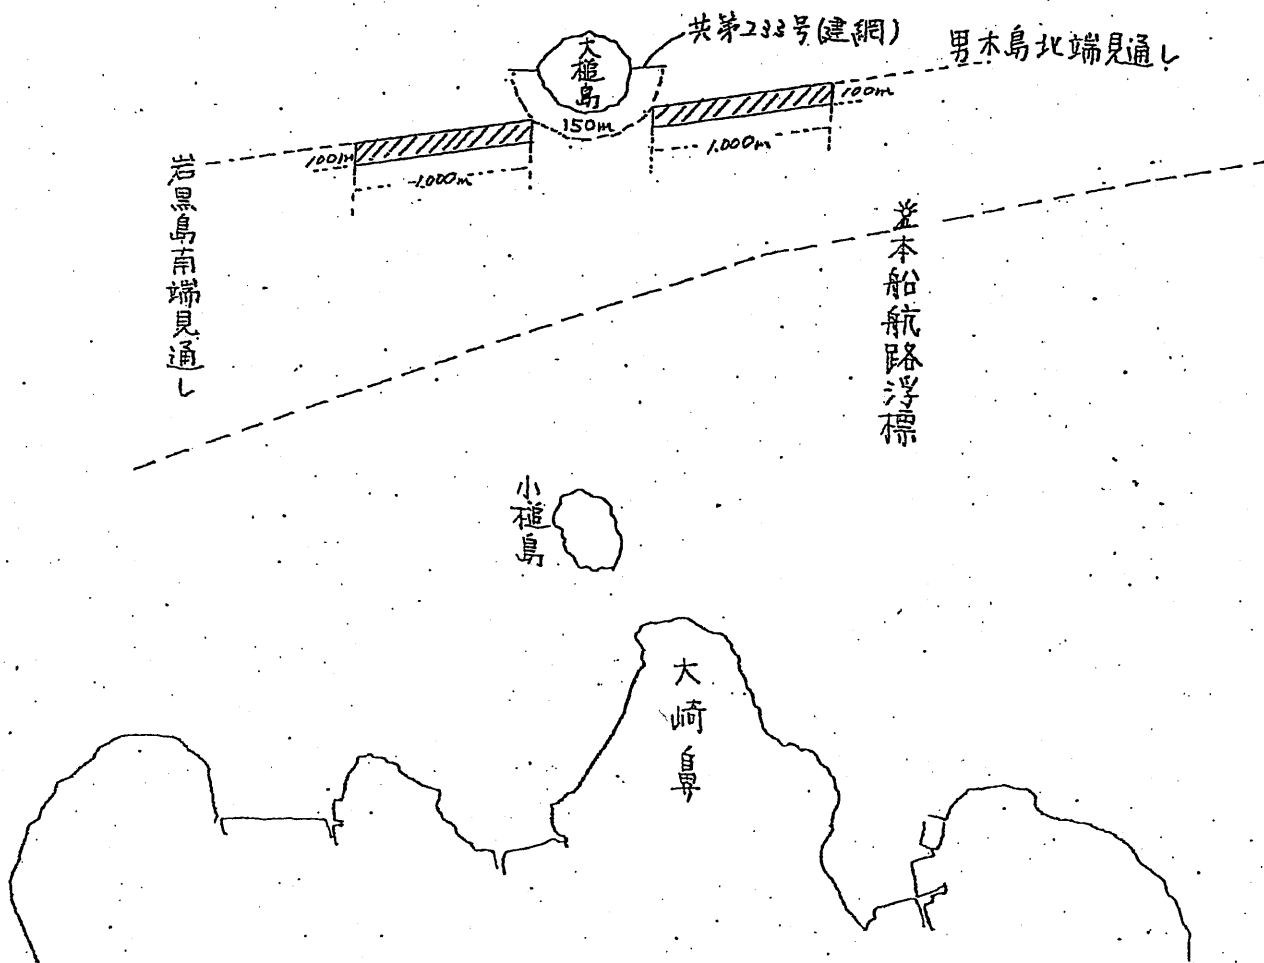 共第233号(建網)
大槌島
男木島北端見通し
150m
100m
1.000m
100m
1.000m
岩黒島南端見通し
本船航路浮標
小槌島
大崎鼻